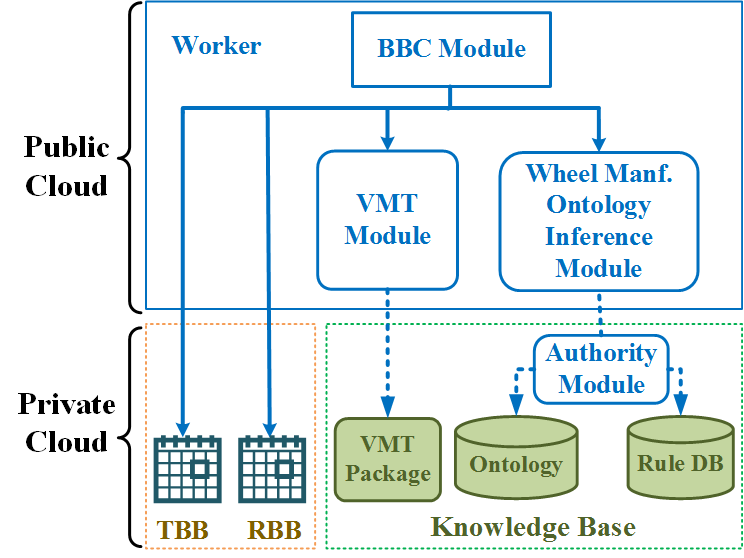 Worker
BBC Module
Public
Cloud
VMT
Module
Wheel Manf.
Ontology
Inference
Module
Private
Cloud
Authority
Module
VMT
Package
Ontology
Rule DB
TBB
RBB
Knowledge Base